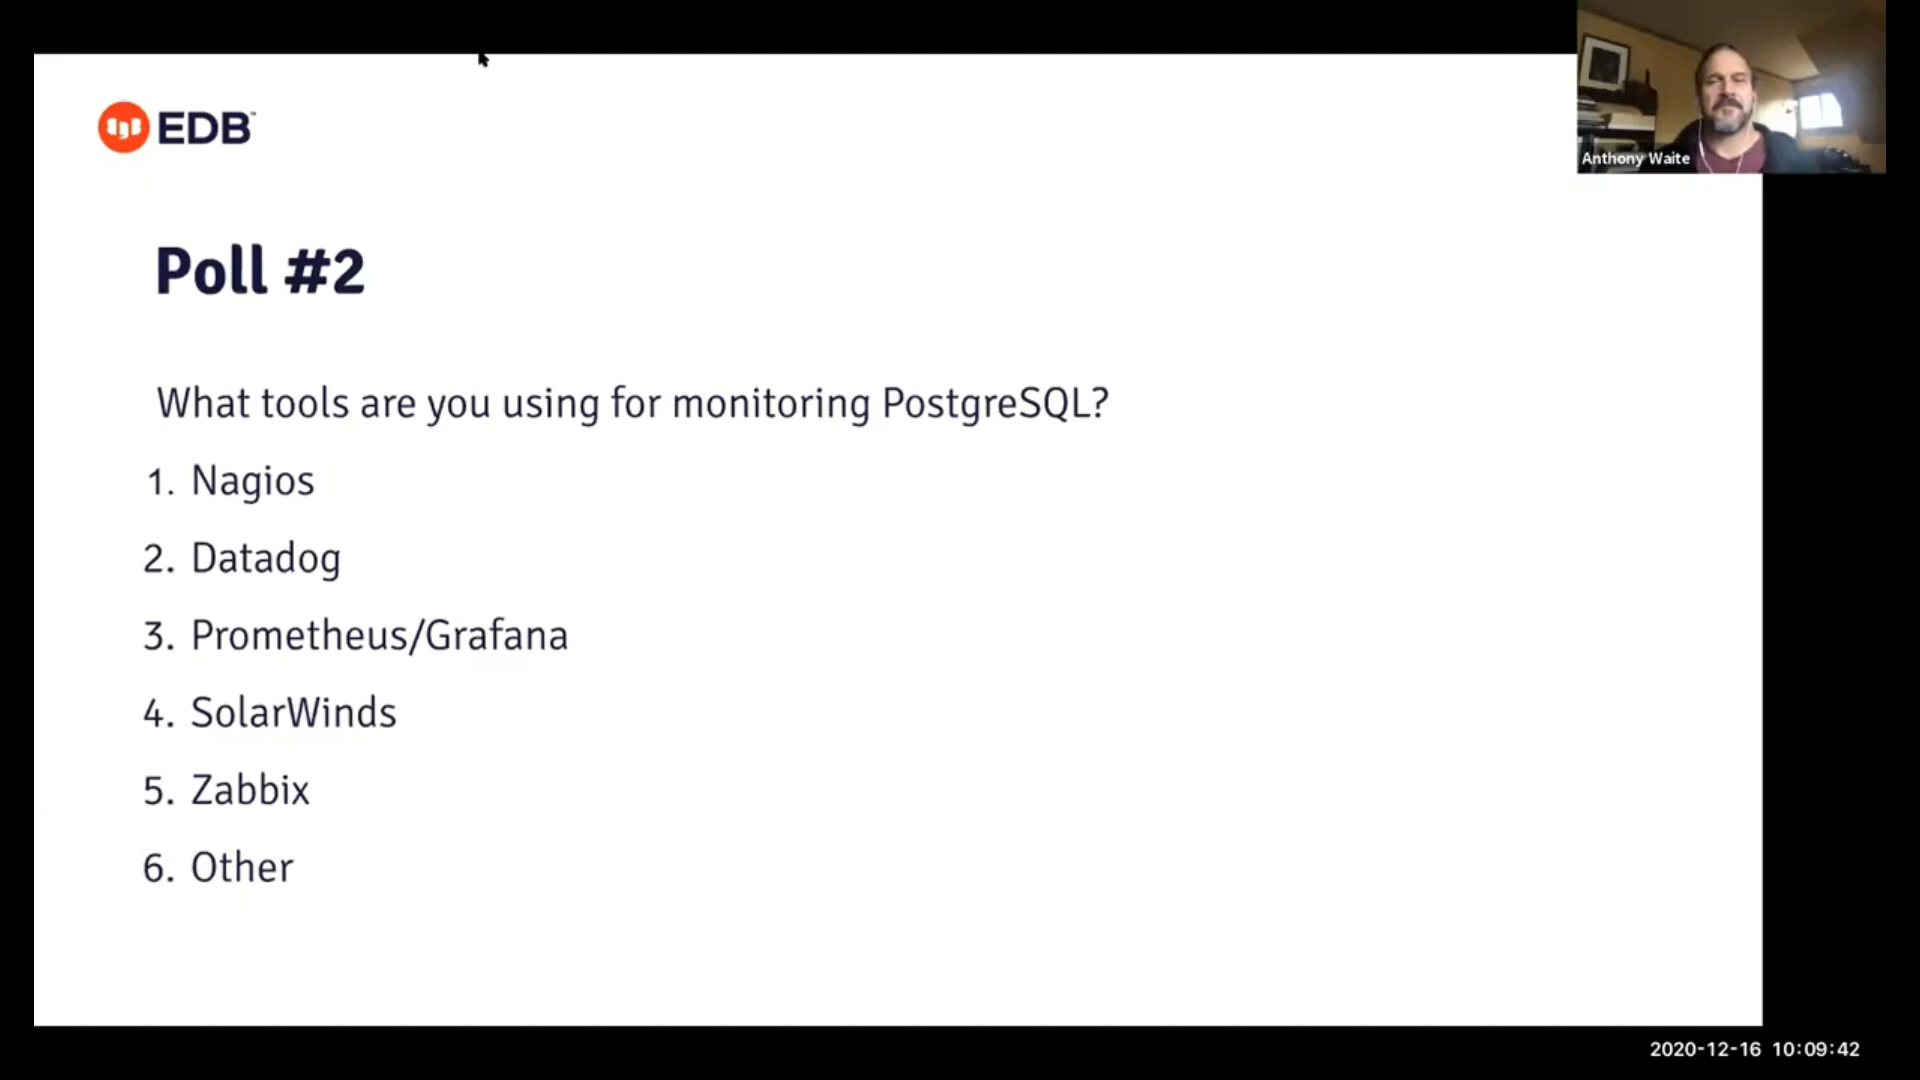 EDB™
Anthony Waite
Poll #2
What tools are you using for monitoring PostgreSQL?
1. Nagios
2. Datadog
3. Prometheus/Grafana
4. SolarWinds
5. Zabbix
6. Other
2020-12-16 10:09:42